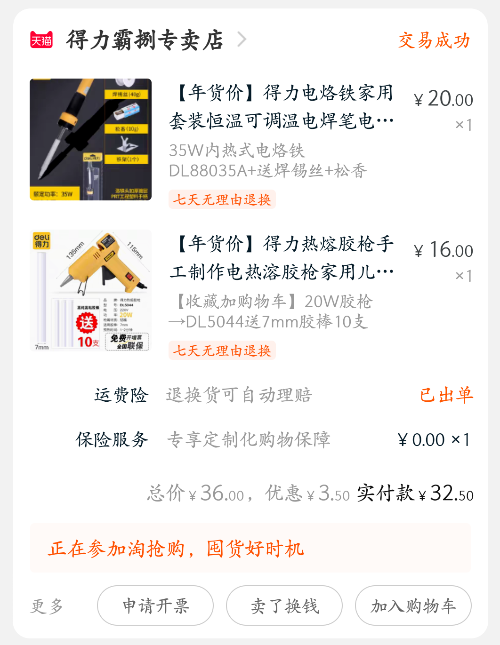 天猫 得力霸捌专卖店
交易成功
焊锡丝(40g)
松香(10g)
烙架(1个)
额定功率：35W
【年货价】得力电烙铁家用
套装恒温可调温电焊笔电…
¥20.00
×1
35W内热式电烙铁
DL88035A+送焊锡丝+松香
七天无理由退换
deli
得力
135mm
115mm
送
10支
7mm
免费开增票
全国联保
【年货价】得力热熔胶枪手
工制作电热溶胶枪家用儿…
¥16.00
×1
【收藏加购物车】20W胶枪
→DL5044送7mm胶棒10支
七天无理由退换
运费险 退换货可自动理赔 已出单
保险服务 专享定制化购物保障 ¥0.00 ×1
总价¥36.00，优惠¥3.50 实付款¥32.50
正在参加淘抢购，囤货好时机
更多 申请开票 卖了换钱 加入购物车